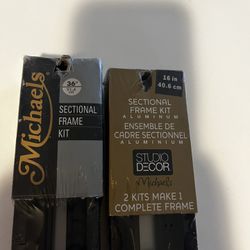 Michaels
36"
SECTIONAL
FRAME
KIT
16 in
40.6 cm
SECTIONAL
FRAME KIT
ALUMINUM
ENSEMBLE DE
CADRE SECTIONNEL
ALUMINIUM
STUDIO
DECOR
Michaels
2 KITS MAKE 1
COMPLETE FRAME